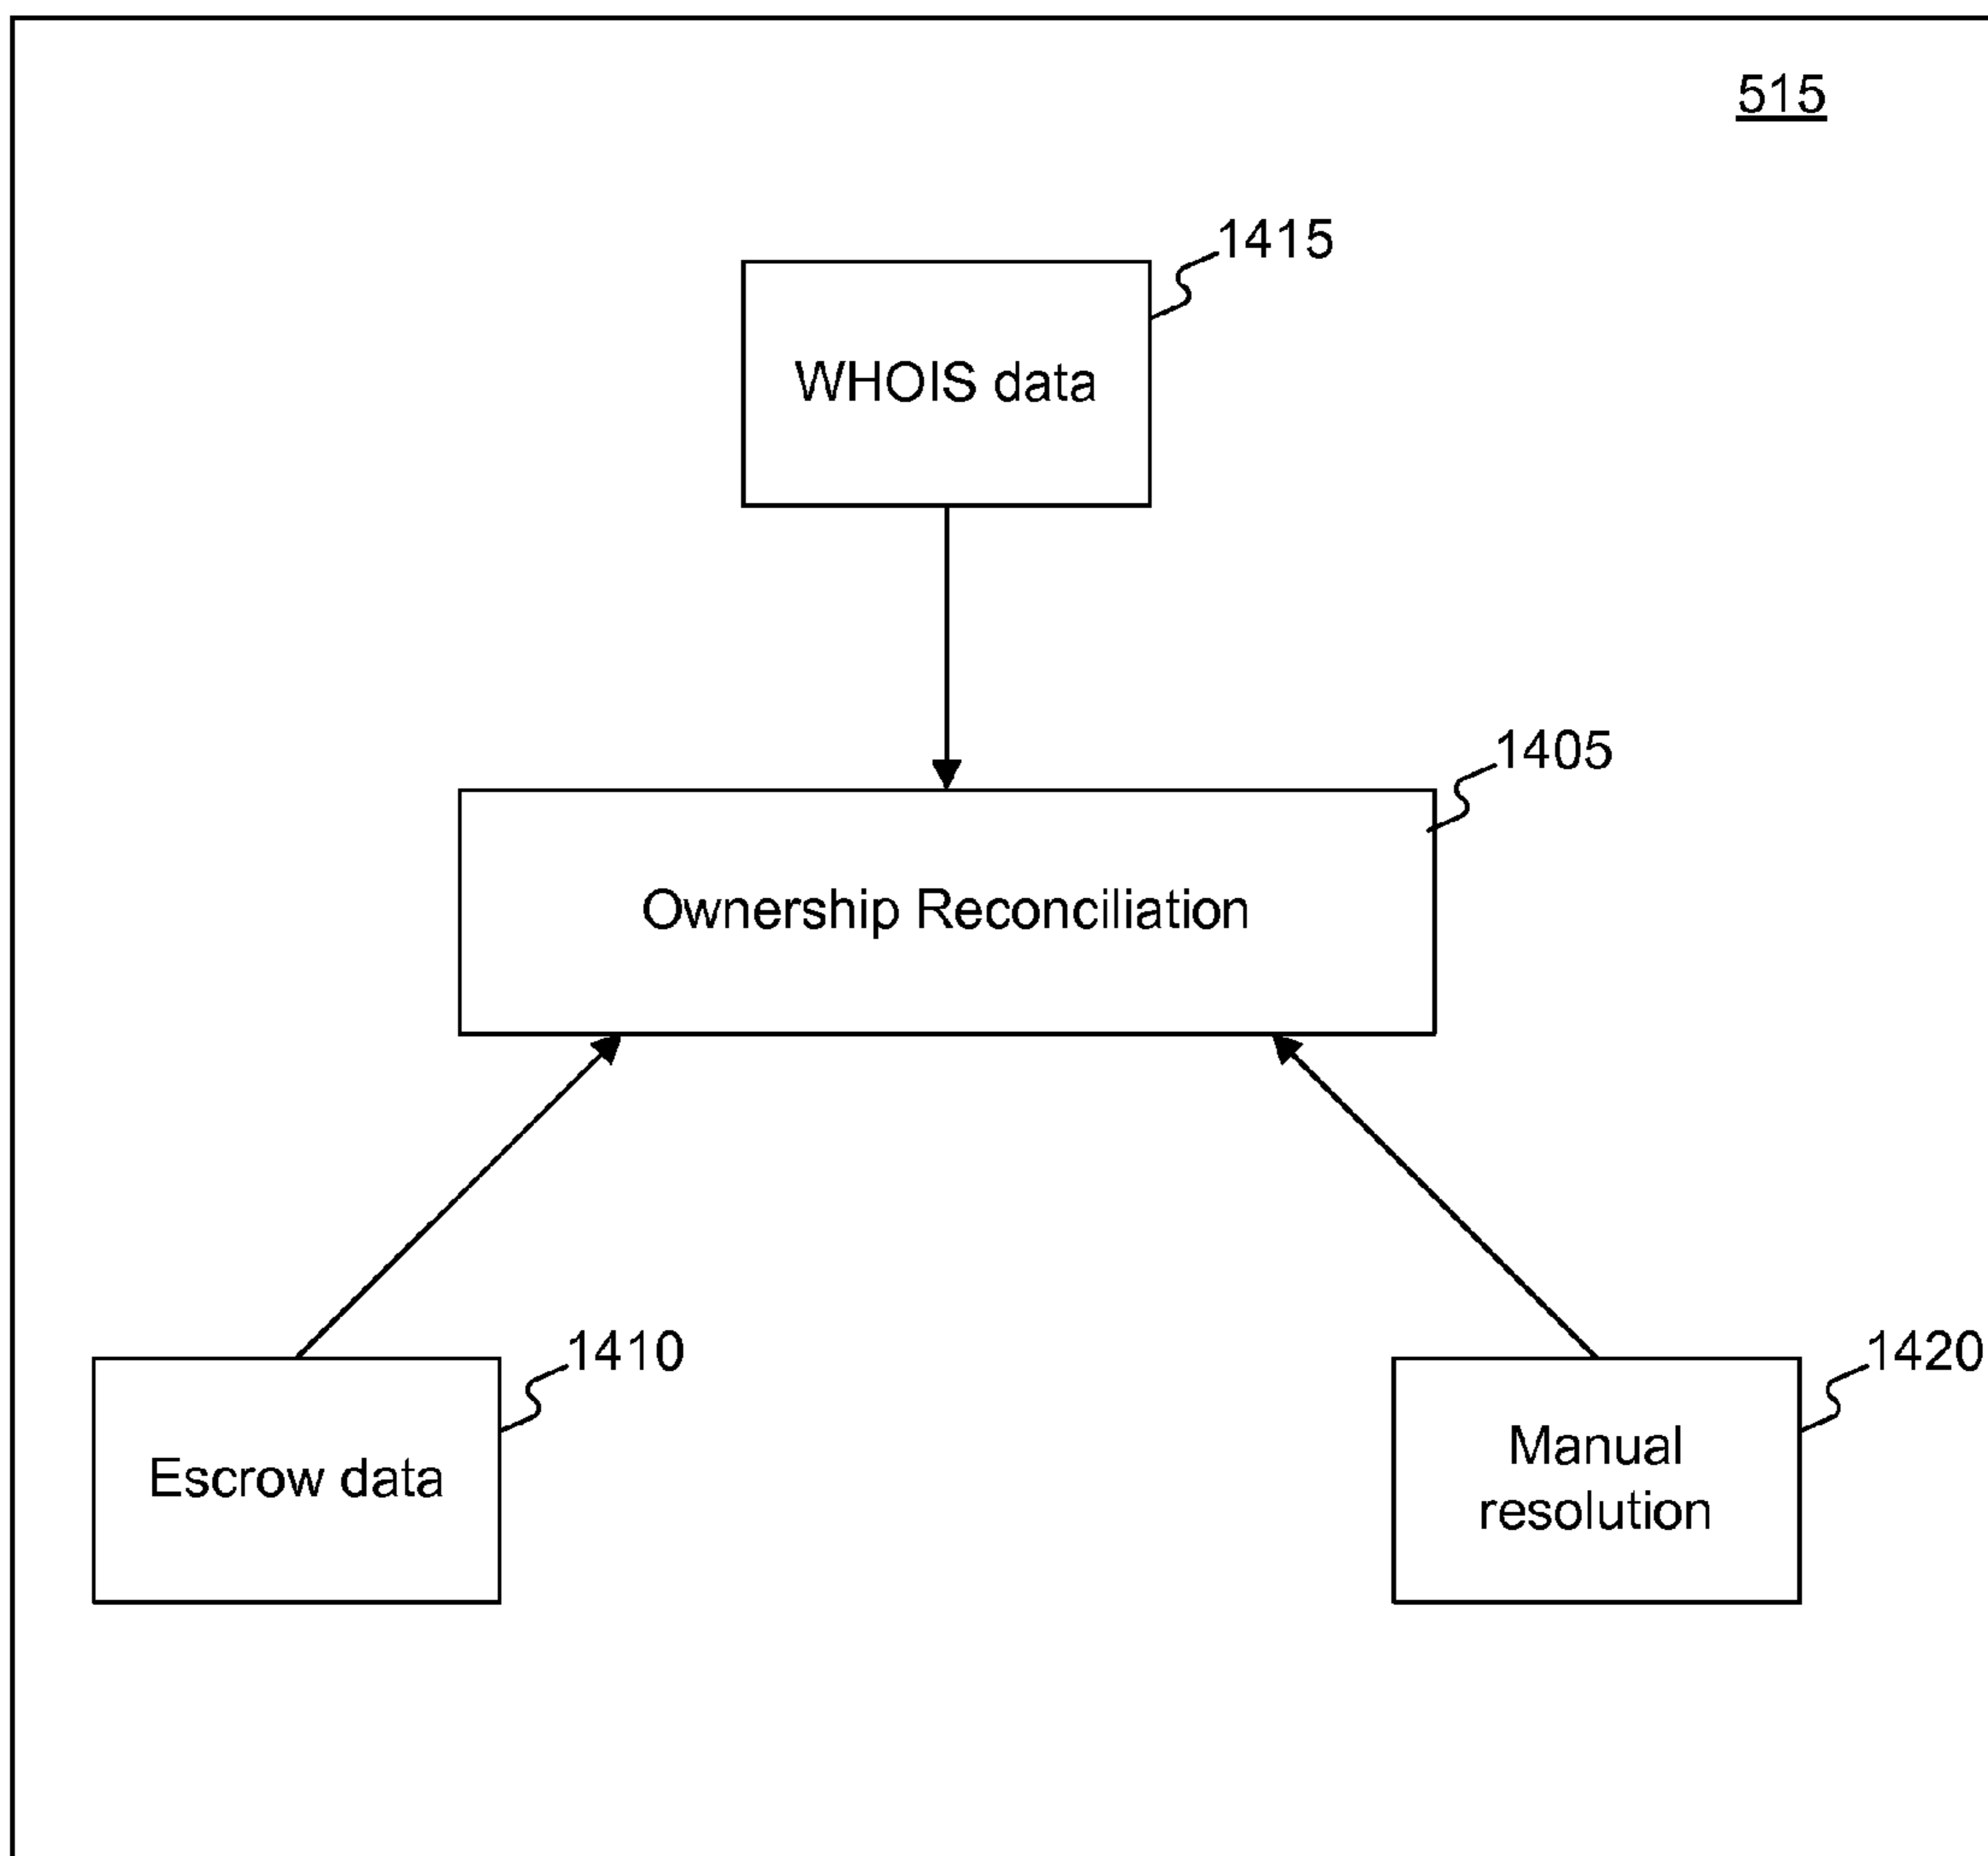 515
1415
WHOIS data
1405
Ownership Reconciliation
1410
1420
Escrow data
Manual
resolution